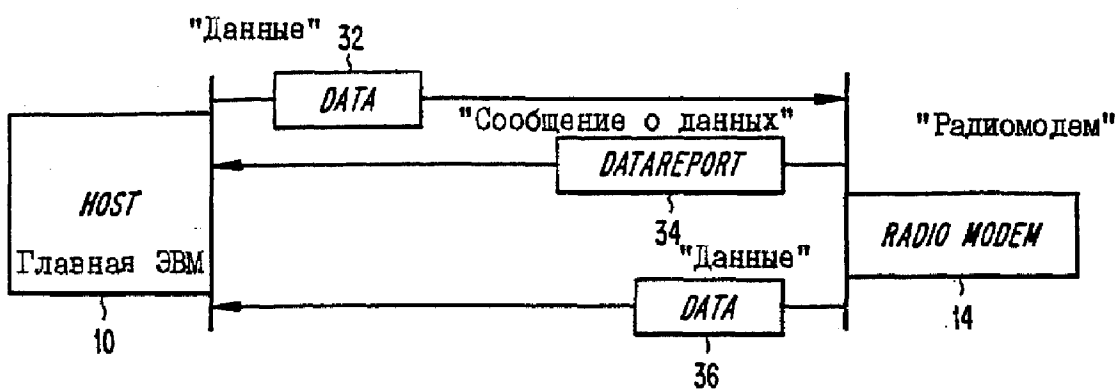 "Данные" 32
DATA
"Сообщение о данных"
"Радиомодем"
DATAREPORT
HOST
34
RADIO MODEM
Главная ЭВМ
"Данные"
DATA
10
14
36